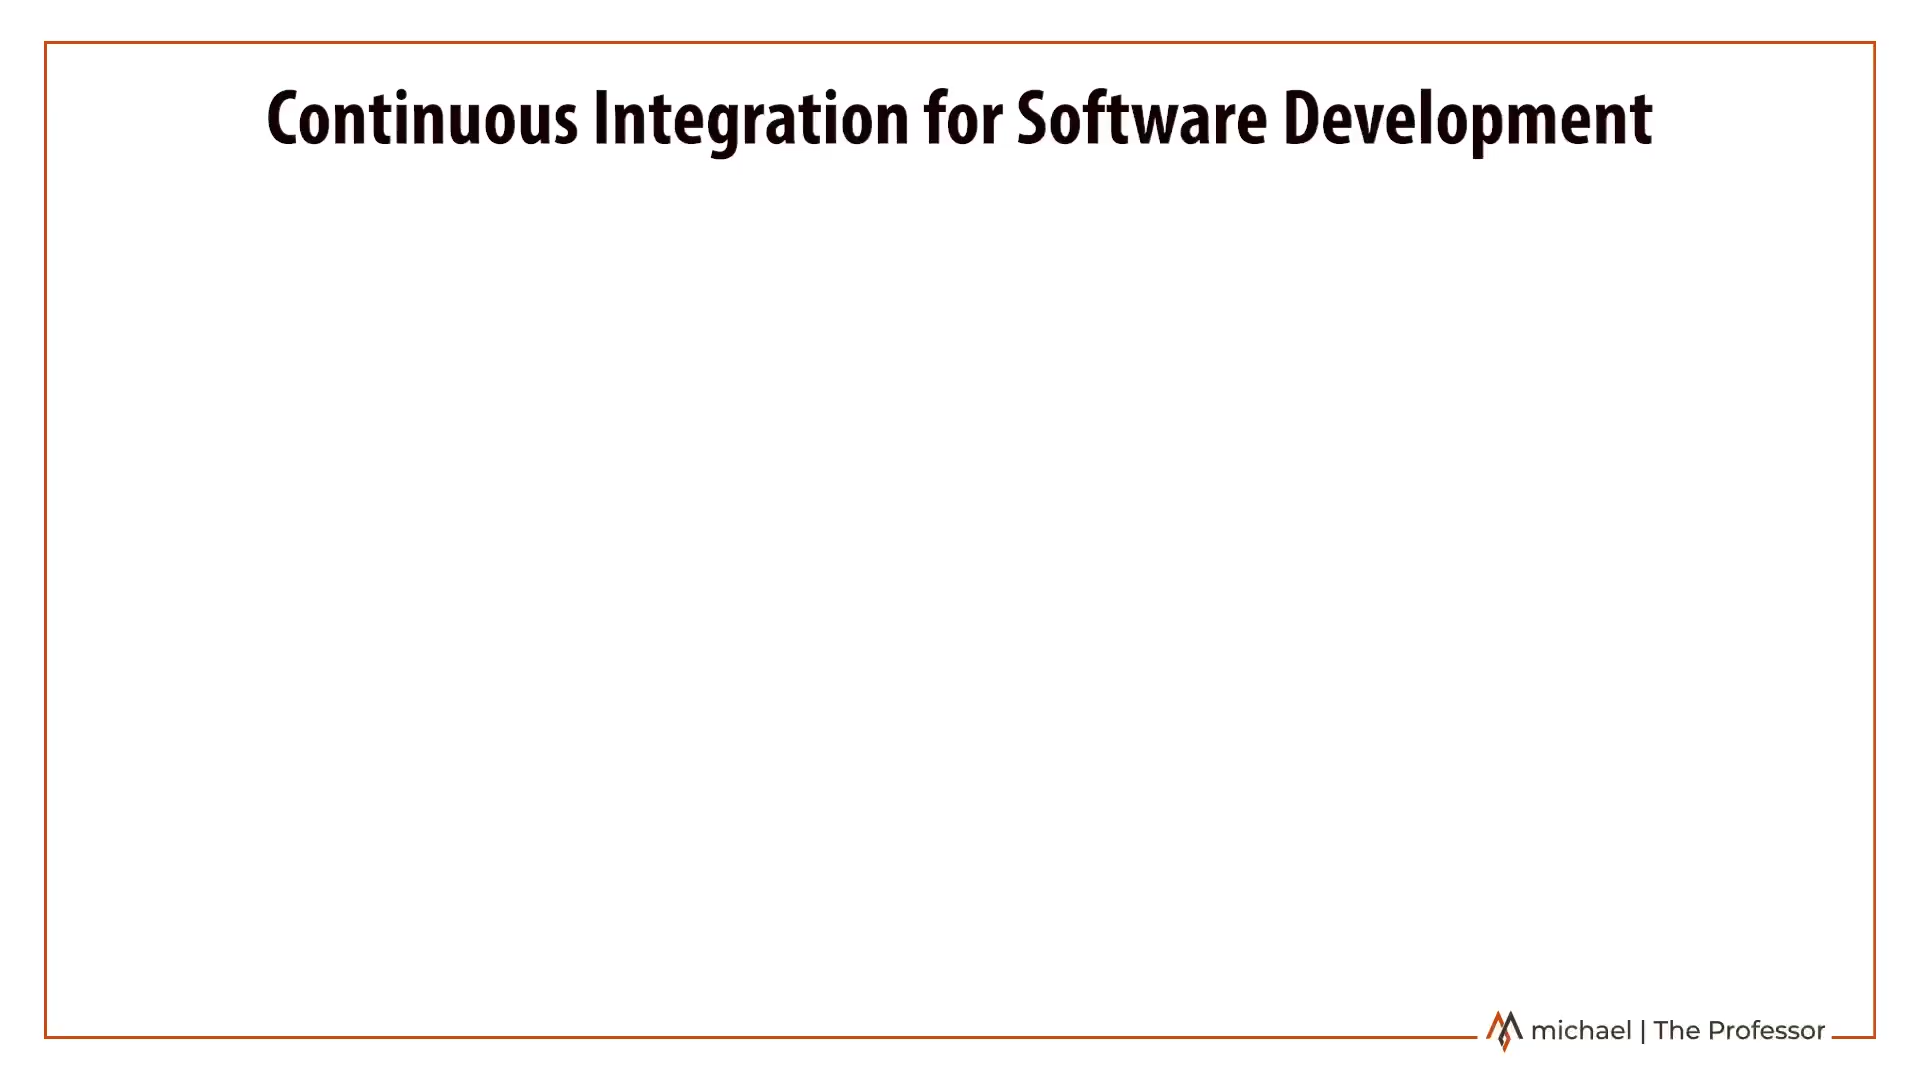 Continuous Integration for Software Development
michael | The Professor